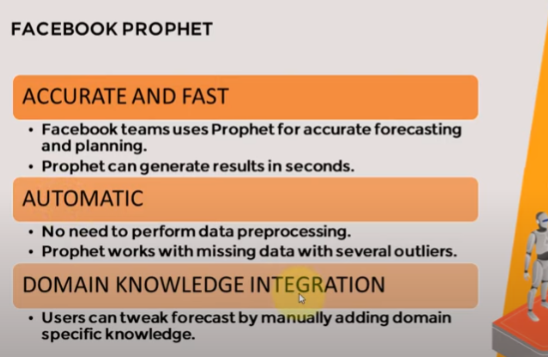 FACEBOOK PROPHET
ACCURATE AND FAST
• Facebook teams uses Prophet for accurate forecasting
and planning.
• Prophet can generate results in seconds.
AUTOMATIC
• No need to perform data preprocessing.
• Prophet works with missing data with several outliers.
DOMAIN KNOWLEDGE INTEGRATION
• Users can tweak forecast by manually adding domain
specific knowledge.